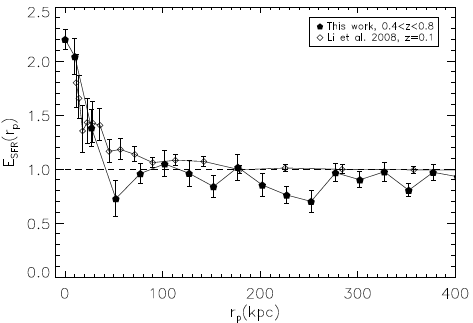 2.5
2.0
1.5
1.0
0.5
0.0
E_SFR(r_p)
This work, 0.4<z<0.8
Li et al. 2008, z=0.1
0 100 200 300 400
r_p(kpc)